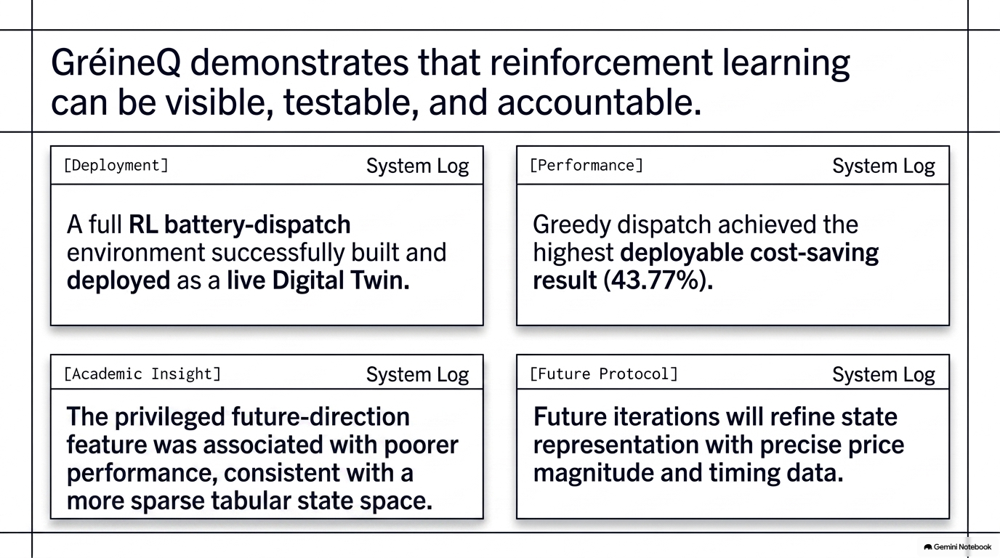 GréineQ demonstrates that reinforcement learning
can be visible, testable, and accountable.
[Deployment] System Log
A full RL battery-dispatch
environment successfully built and
deployed as a live Digital Twin.
[Performance] System Log
Greedy dispatch achieved the
highest deployable cost-saving
result (43.77%).
[Academic Insight] System Log
The privileged future-direction
feature was associated with poorer
performance, consistent with a
more sparse tabular state space.
[Future Protocol] System Log
Future iterations will refine state
representation with precise price
magnitude and timing data.
Gemini Notebook